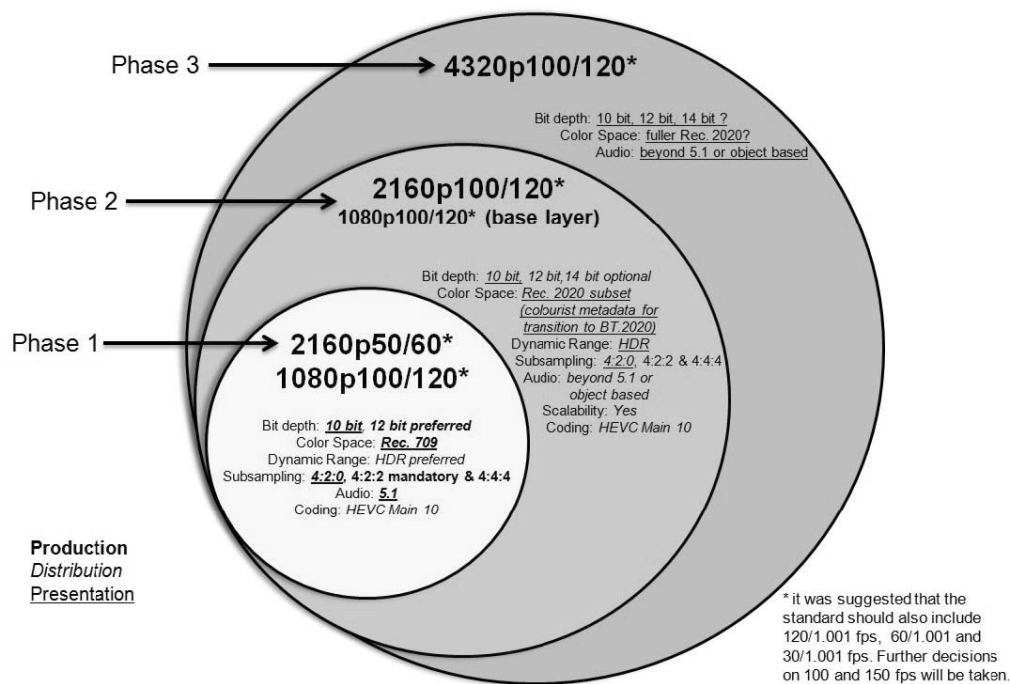 Phase 3
4320p100/120*
Bit depth: 10 bit, 12 bit, 14 bit ?
Color Space: fuller Rec. 2020?
Audio: beyond 5.1 or object based
Phase 2
2160p100/120*
1080p100/120* (base layer)
Bit depth: 10 bit, 12 bit,14 bit optional
Color Space: Rec. 2020 subset
(colourist metadata for
transition to BT.2020)
Dynamic Range: HDR
Subsampling: 4:2:0, 4:2:2 & 4:4:4
Audio: beyond 5.1 or
object based
Scalability: Yes
Coding: HEVC Main 10
Phase 1
2160p50/60*
1080p100/120*
Bit depth: 10 bit, 12 bit preferred
Color Space: Rec. 709
Dynamic Range: HDR preferred
Subsampling: 4:2:0, 4:2:2 mandatory & 4:4:4
Audio: 5.1
Coding: HEVC Main 10
Production
Distribution
Presentation
* it was suggested that the
standard should also include
120/1.001 fps, 60/1.001 and
30/1.001 fps. Further decisions
on 100 and 150 fps will be taken.